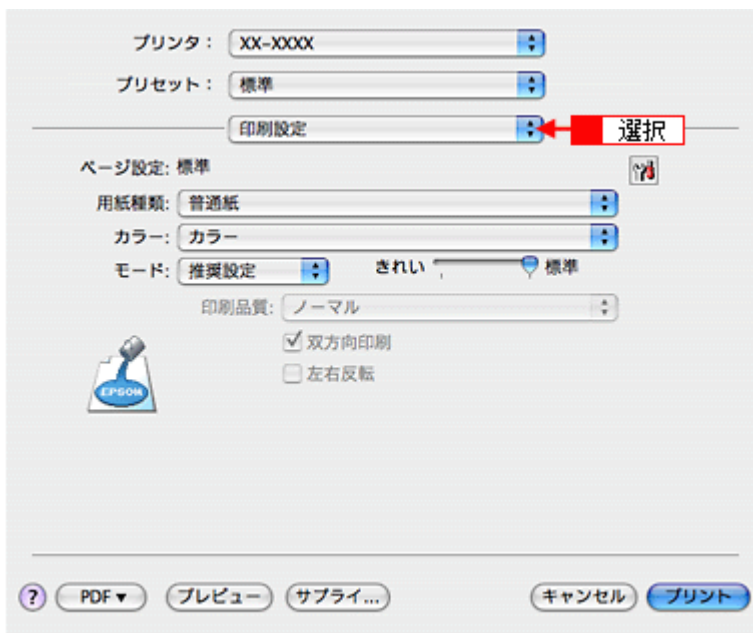 プリンタ： XX-XXXX
プリセット： 標準
印刷設定 選択
ページ設定: 標準
用紙種類: 普通紙
カラー: カラー
モード: 推奨設定 きれい 標準
印刷品質: ノーマル
双方向印刷
左右反転
EPSON
? PDF▼ プレビュー サプライ... キャンセル プリント